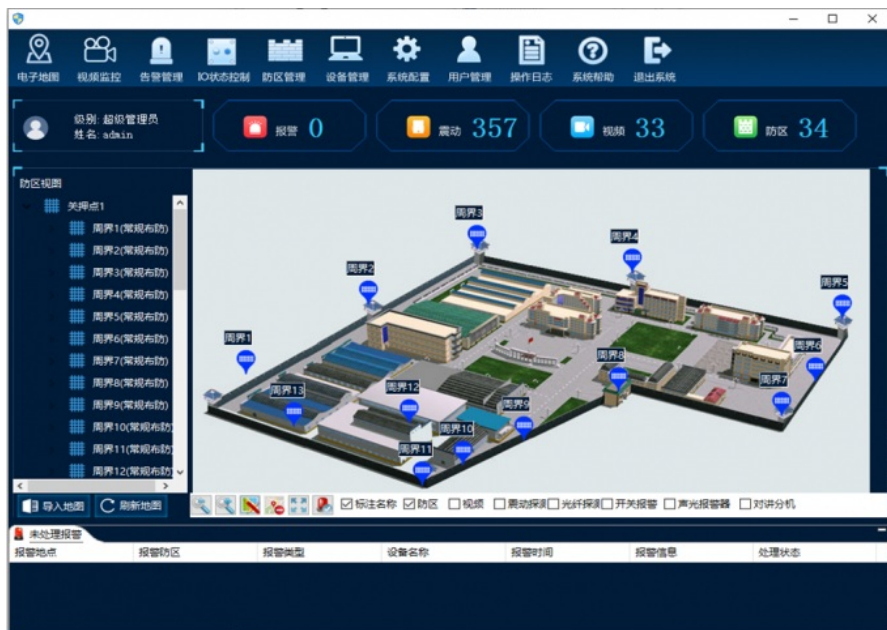 电子地图 视频监控 告警管理 IO状态控制 防区管理 设备管理 系统配置 用户管理 操作日志 系统帮助 退出系统
级别: 超级管理员
姓名: admin
报警 0
震动 357
视频 33
防区 34
防区视图
关押点1
周界1(常规布防)
周界2(常规布防)
周界3(常规布防)
周界4(常规布防)
周界5(常规布防)
周界6(常规布防)
周界7(常规布防)
周界8(常规布防)
周界9(常规布防)
周界10(常规布防)
周界11(常规布防)
周界12(常规布防)
导入地图 刷新地图
周界3
周界4
周界2
周界5
周界1
周界6
周界8
周界7
周界13
周界12
周界9
周界10
周界11
标注名称 防区 视频 震动探测 光纤探测 开关报警 声光报警器 对讲分机
未处理报警
报警地点 报警防区 报警类型 设备名称 报警时间 报警信息 处理状态